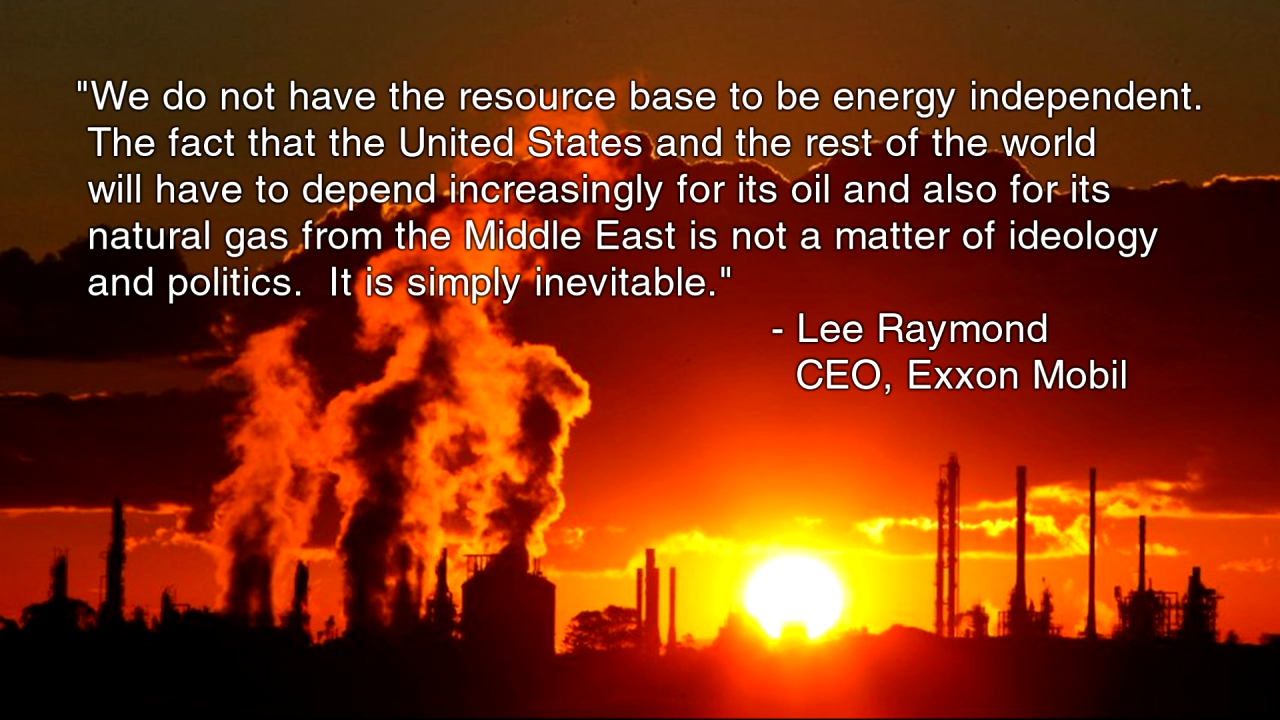 "We do not have the resource base to be energy independent.
The fact that the United States and the rest of the world
will have to depend increasingly for its oil and also for its
natural gas from the Middle East is not a matter of ideology
and politics.  It is simply inevitable."
- Lee Raymond
CEO, Exxon Mobil